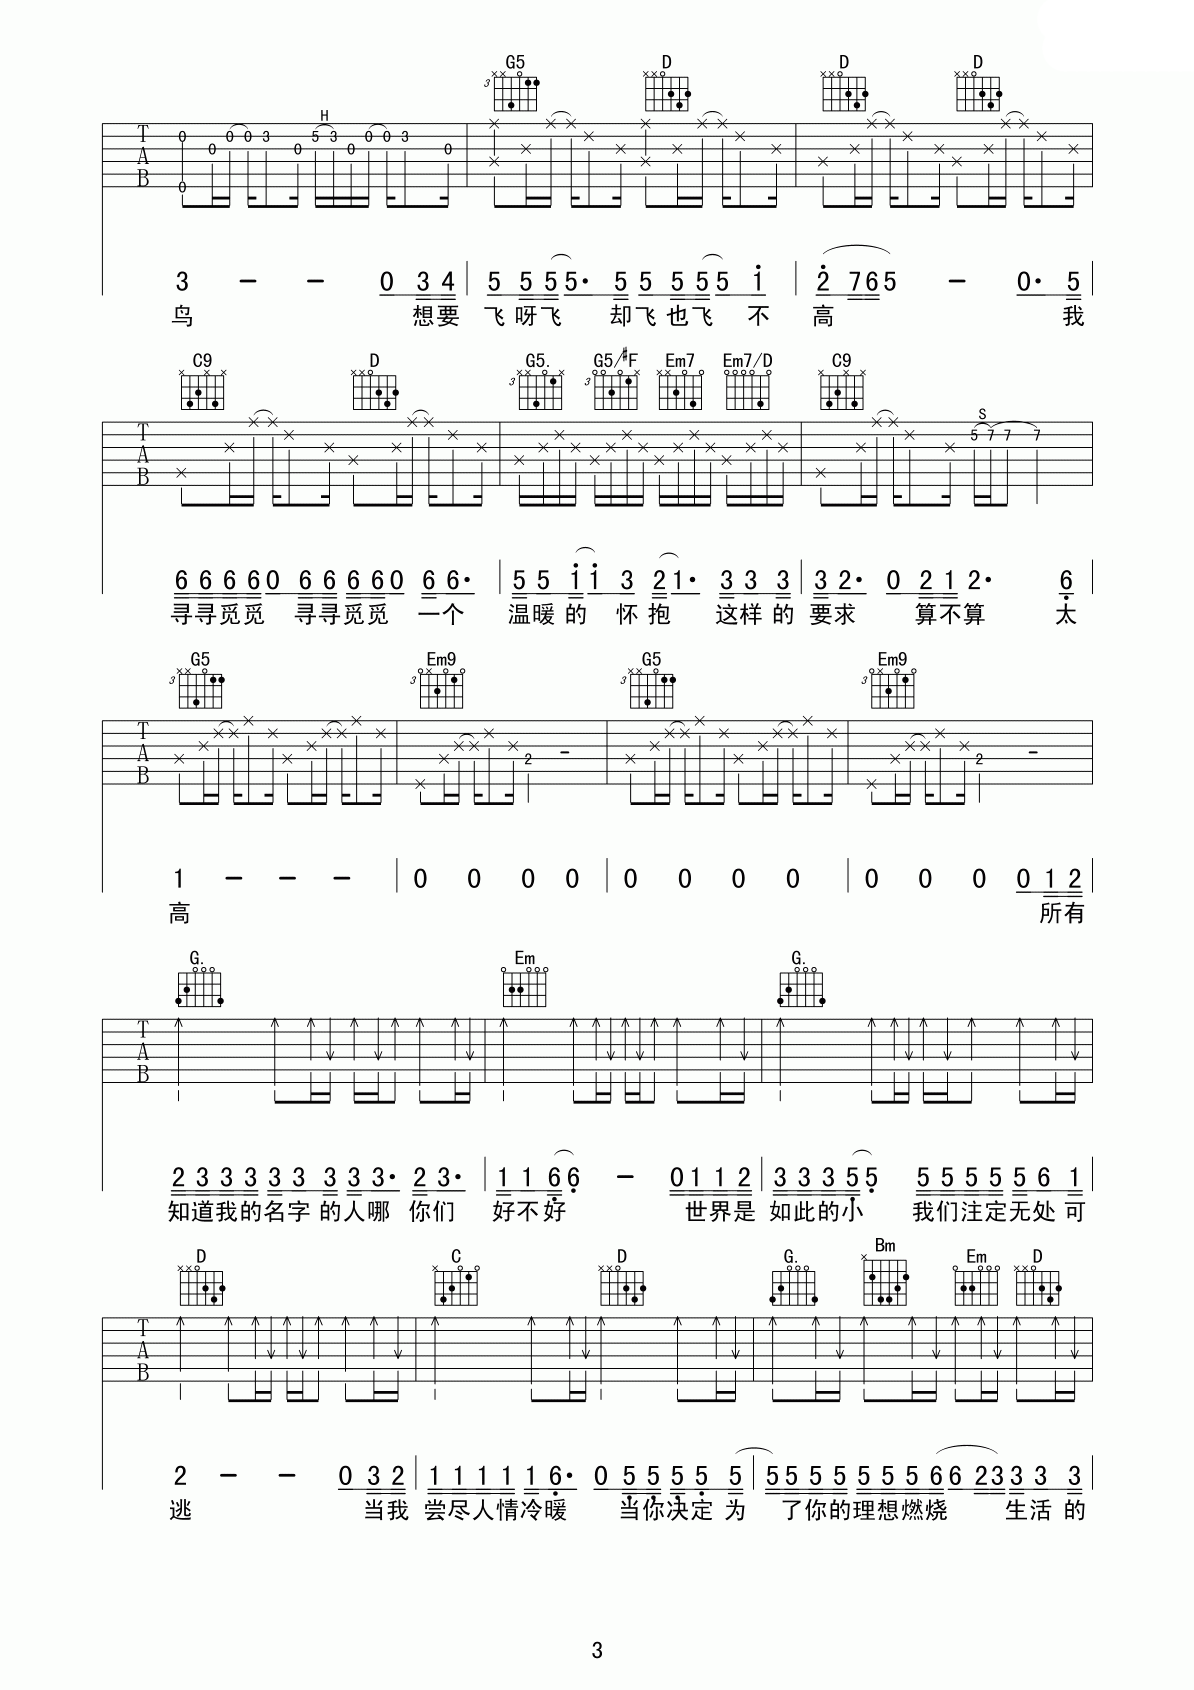 G5 D D D
H
T A B 0 0 0 0 0 3 0 5 3 0 0 0 3 0
3 — — 0 3 4 5 5 5 5· 5 5 5 5 5 1 2 7 6 5 — 0· 5
鸟 想要 飞呀飞 却飞也飞 不 高 我
C9 D G5. G5/#F Em7 Em7/D C9
S
T A B 5 7 7 7
6 6 6 6 0 6 6 6 6 0 6 6· 5 5 1 1 3 2 1· 3 3 3 3 2· 0 2 1 2· 6
寻寻觅觅 寻寻觅觅 一个 温暖的 怀抱 这样的 要求 算不算 太
G5 Em9 G5 Em9
T A B 2 2
1 — — — 0 0 0 0 0 0 0 0 0 0 0 0 1 2
高 所有
G. Em G.
T A B
2 3 3 3 3 3 3 3 3· 2 3· 1 1 6 6 — 0 1 1 2 3 3 3 5 5 5 5 5 5 5 6 1
知道我的名字的人哪 你们 好不好 世界是 如此的小 我们注定无处可
D C D G. Bm Em D
T A B
2 — — 0 3 2 1 1 1 1 1 6· 0 5 5 5 5 5 5 5 5 5 5 5 6 6 2 3 3 3 3
逃 当我 尝尽人情冷暖 当你决定为 了你的理想燃烧 生活的
3